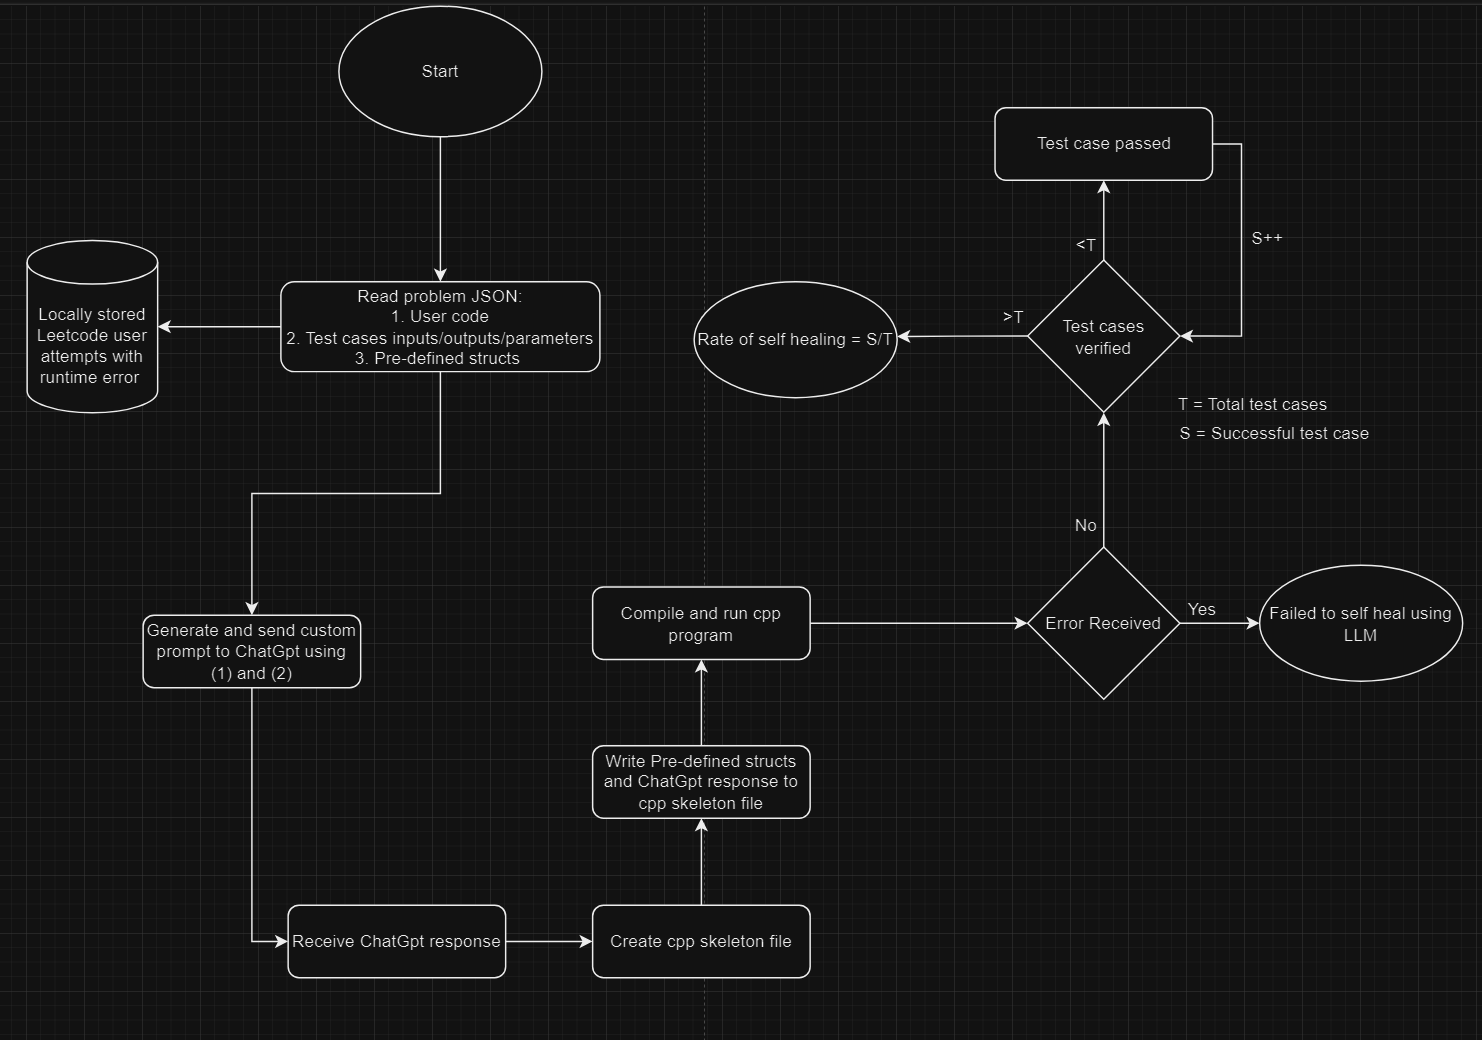 Start
Read problem JSON:
1. User code
2. Test cases inputs/outputs/parameters
3. Pre-defined structs
Locally stored
Leetcode user
attempts with
runtime error
Generate and send custom
prompt to ChatGpt using
(1) and (2)
Receive ChatGpt response
Create cpp skeleton file
Write Pre-defined structs
and ChatGpt response to
cpp skeleton file
Compile and run cpp
program
Error Received
Yes
Failed to self heal using
LLM
No
Test cases
verified
<T
Test case passed
S++
>T
Rate of self healing = S/T
T = Total test cases
S = Successful test case